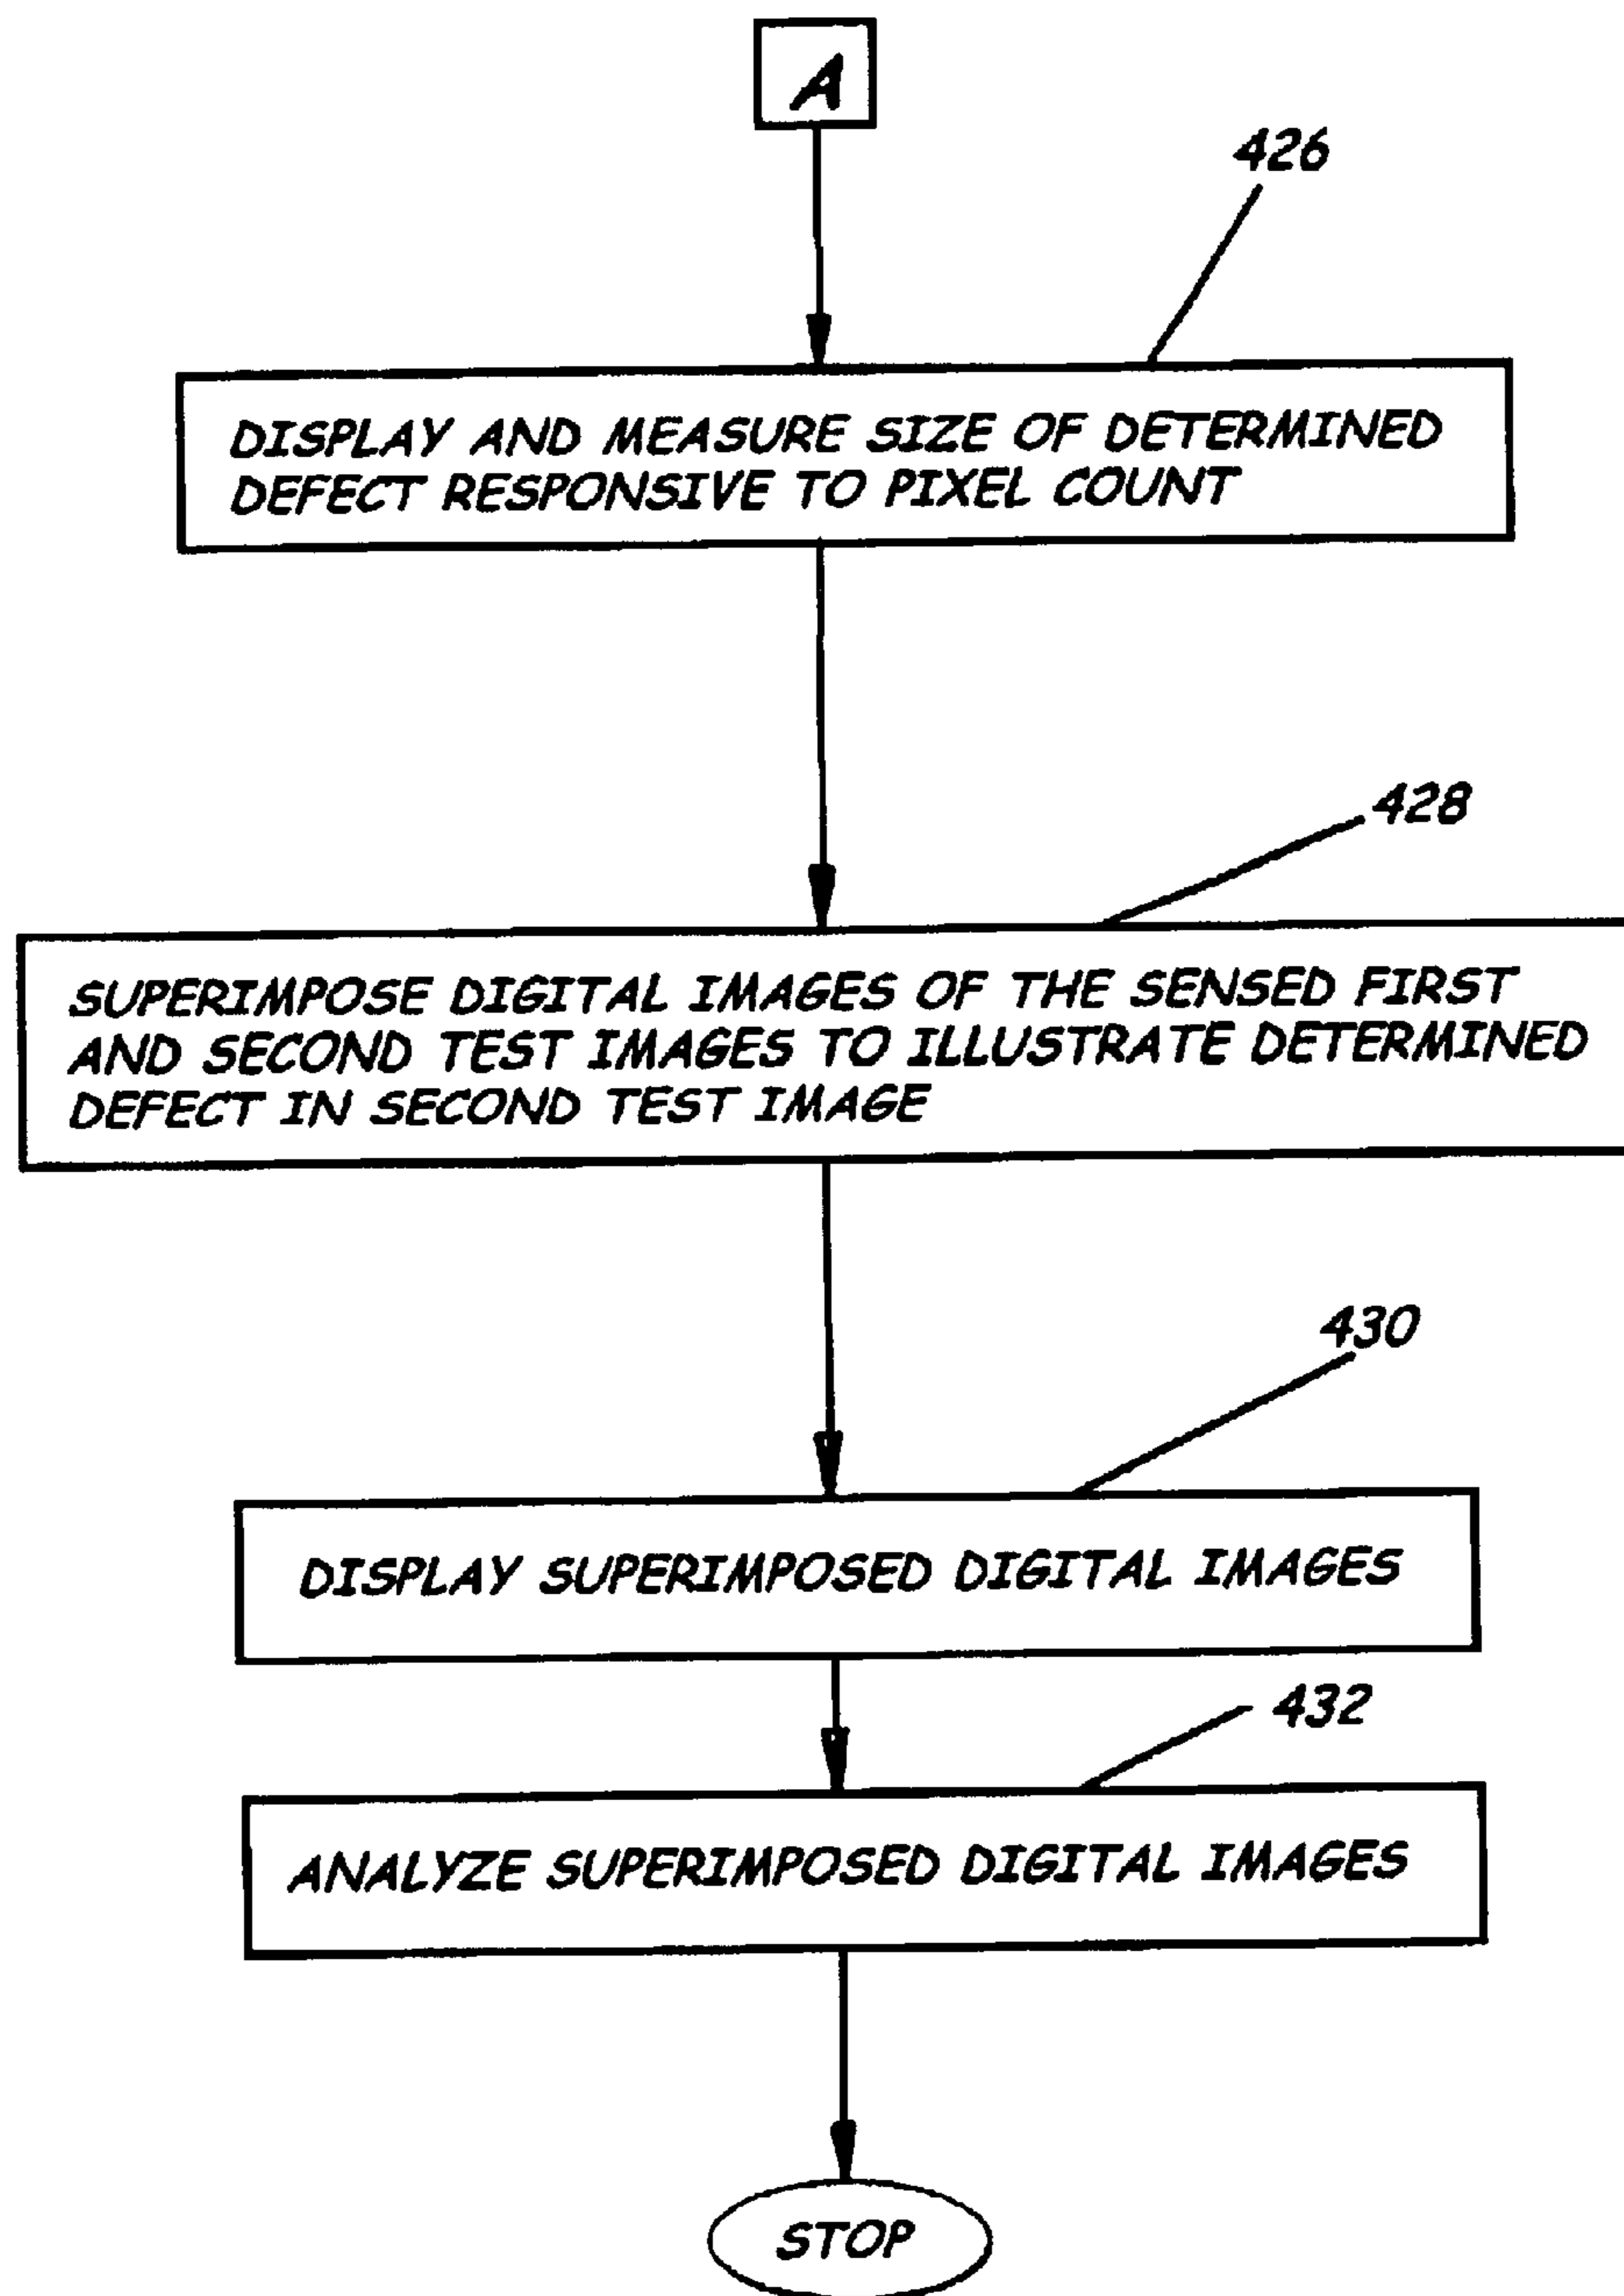 A
426
DISPLAY AND MEASURE SIZE OF DETERMINED
DEFECT RESPONSIVE TO PIXEL COUNT
428
SUPERIMPOSE DIGITAL IMAGES OF THE SENSED FIRST
AND SECOND TEST IMAGES TO ILLUSTRATE DETERMINED
DEFECT IN SECOND TEST IMAGE
430
DISPLAY SUPERIMPOSED DIGITAL IMAGES
432
ANALYZE SUPERIMPOSED DIGITAL IMAGES
STOP